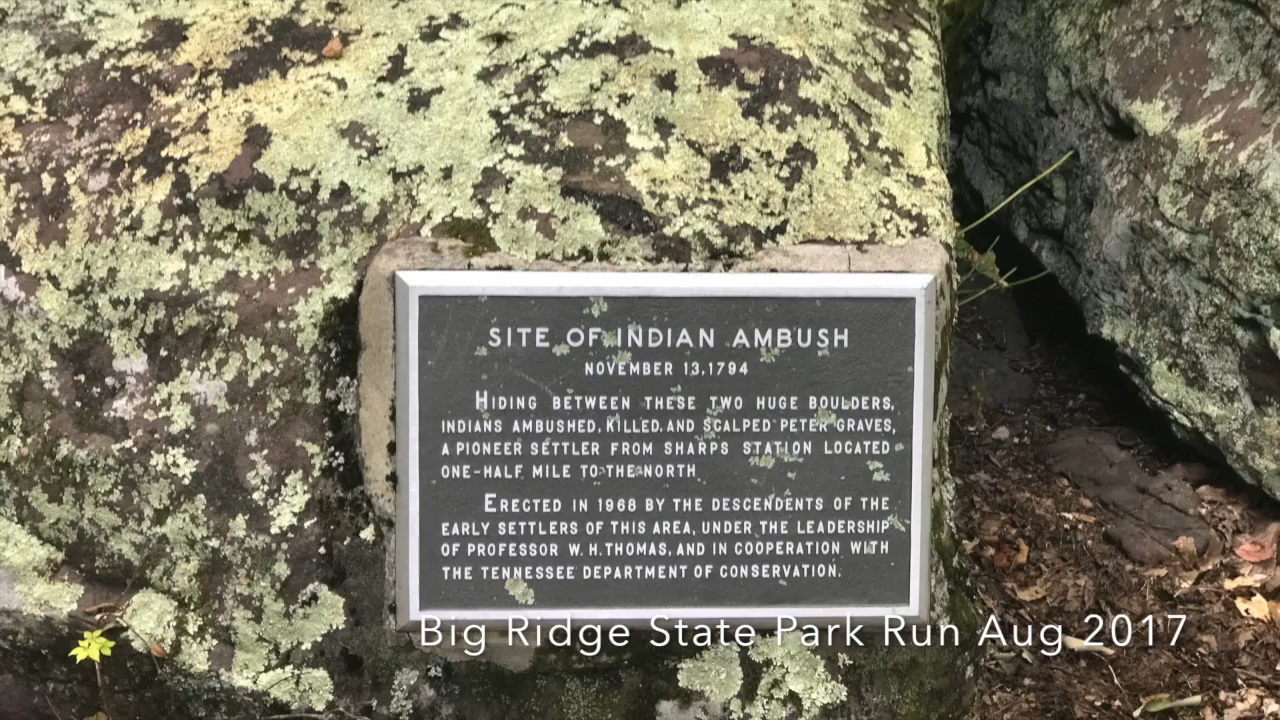 SITE OF INDIAN AMBUSH
NOVEMBER 13,1794
HIDING BETWEEN THESE TWO HUGE BOULDERS,
INDIANS AMBUSHED, KILLED, AND SCALPED PETER GRAVES,
A PIONEER SETTLER FROM SHARPS STATION LOCATED
ONE-HALF MILE TO THE NORTH
ERECTED IN 1968 BY THE DESCENDENTS OF THE
EARLY SETTLERS OF THIS AREA, UNDER THE LEADERSHIP
OF PROFESSOR W. H. THOMAS, AND IN COOPERATION WITH
THE TENNESSEE DEPARTMENT OF CONSERVATION.
Big Ridge State Park Run Aug 2017